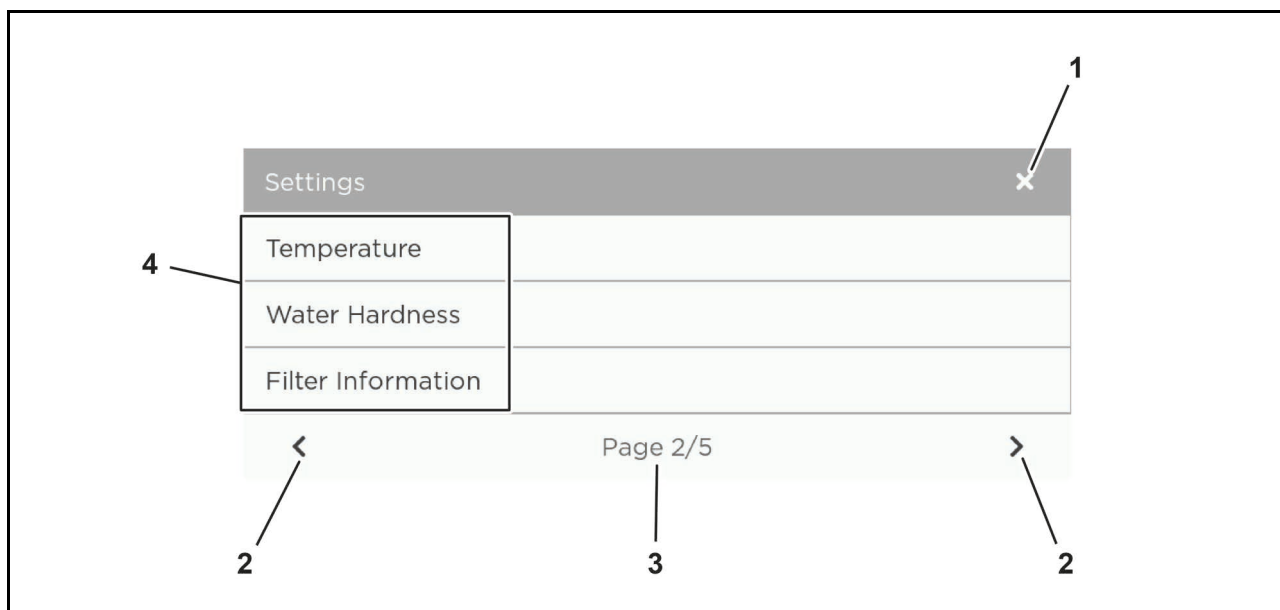 1
Settings
4
Temperature
Water Hardness
Filter Information
Page 2/5
2
3
2